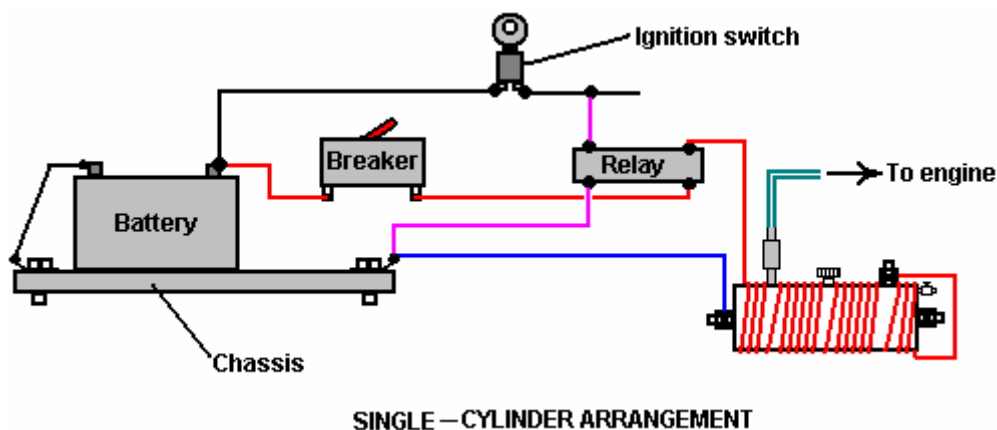 Ignition switch
Breaker
Relay
To engine
Battery
Chassis
SINGLE – CYLINDER ARRANGEMENT